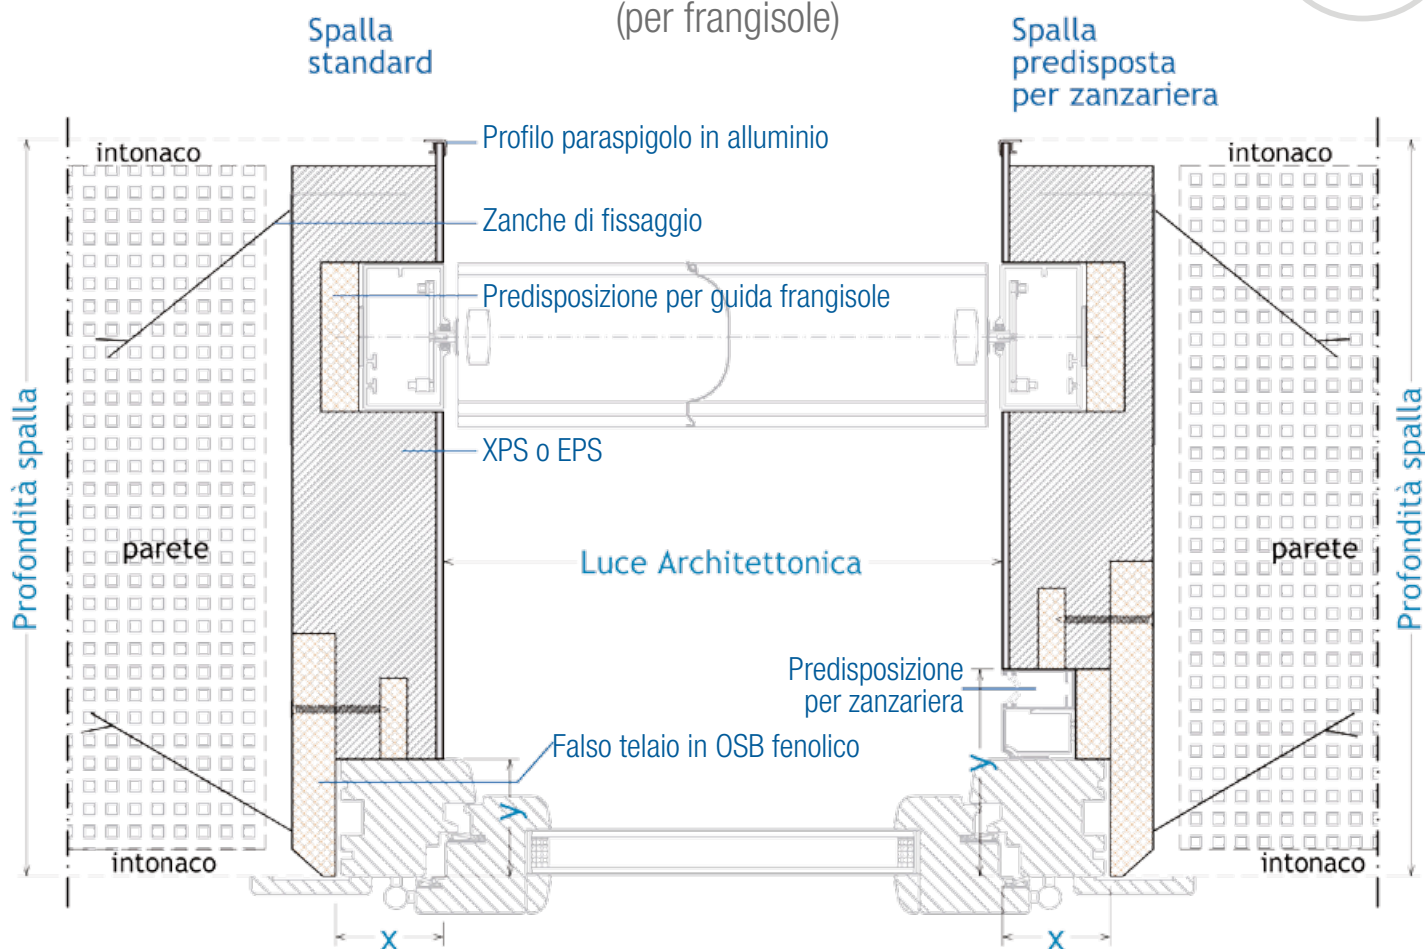 (per frangisole)
Spalla
standard
Spalla
predisposta
per zanzariera
Profilo paraspigolo in alluminio
intonaco
intonaco
Zanche di fissaggio
Predisposizione per guida frangisole
XPS o EPS
Profondità spalla
Profondità spalla
parete
parete
Luce Architettonica
Predisposizione
per zanzariera
Falso telaio in OSB fenolico
y
y
intonaco
intonaco
x
x